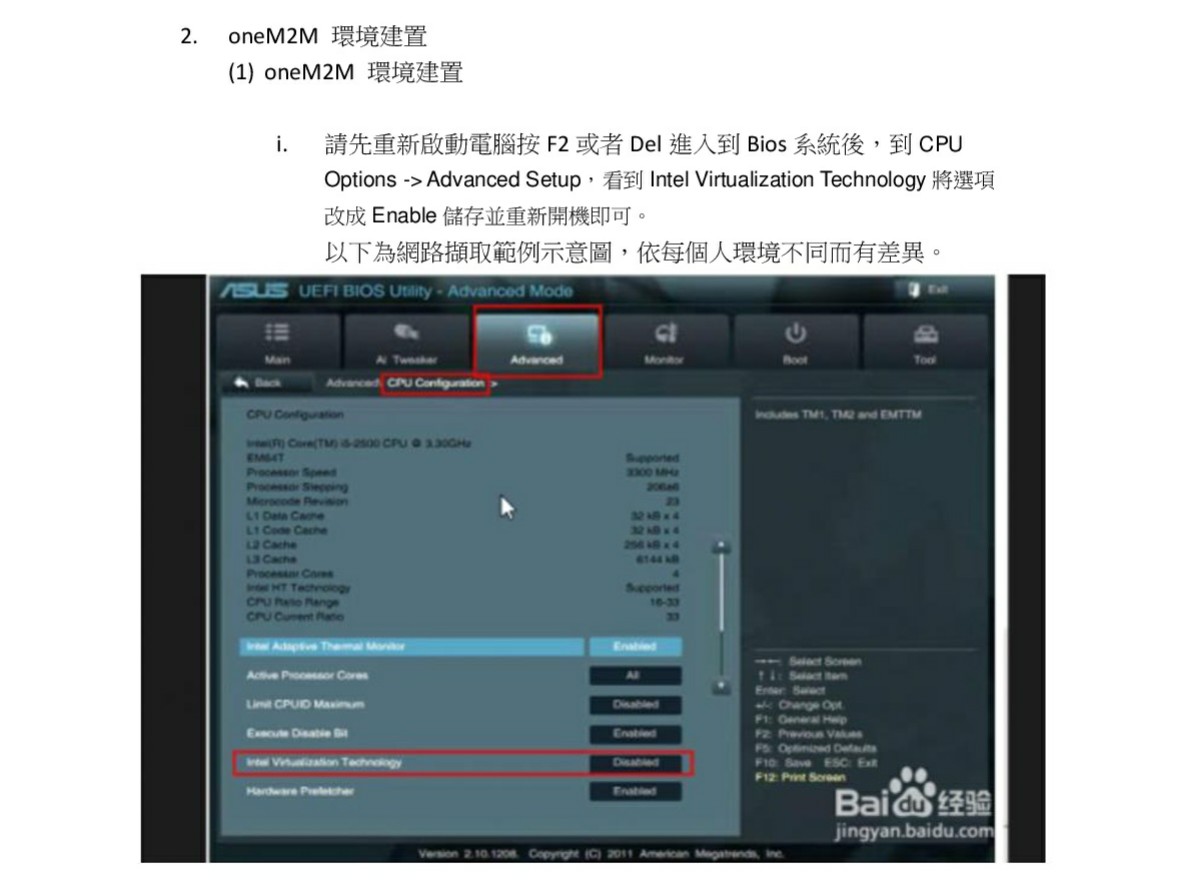 2. oneM2M 環境建置
(1) oneM2M 環境建置
i. 請先重新啟動電腦按 F2 或者 Del 進入到 Bios 系統後，到 CPU
Options -> Advanced Setup，看到 Intel Virtualization Technology 將選項
改成 Enable 儲存並重新開機即可。
以下為網路擷取範例示意圖，依每個人環境不同而有差異。
ASUS UEFI BIOS Utility - Advanced Mode
Exit
Main Ai Tweaker Advanced Monitor Boot Tool
Back Advanced\ CPU Configuration >
CPU Configuration
Includes TM1, TM2 and EMTTM
Intel(R) Core(TM) i5-2500 CPU @ 3.30GHz
EM64T Supported
Processor Speed 3300 MHz
Processor Stepping 206a6
Microcode Revision 23
L1 Data Cache 32 kB x 4
L1 Code Cache 32 kB x 4
L2 Cache 256 kB x 4
L3 Cache 6144 kB
Processor Cores 4
Intel HT Technology Supported
CPU Ratio Range 16-33
CPU Current Ratio 33
Intel Adaptive Thermal Monitor Enabled
Active Processor Cores All
Limit CPUID Maximum Disabled
Execute Disable Bit Enabled
Intel Virtualization Technology Disabled
Hardware Prefetcher Enabled
→←: Select Screen
↑↓: Select Item
Enter: Select
+/-: Change Opt.
F1: General Help
F2: Previous Values
F5: Optimized Defaults
F10: Save ESC: Exit
F12: Print Screen
Baidu 经验
jingyan.baidu.com
Version 2.10.1208. Copyright (C) 2011 American Megatrends, Inc.